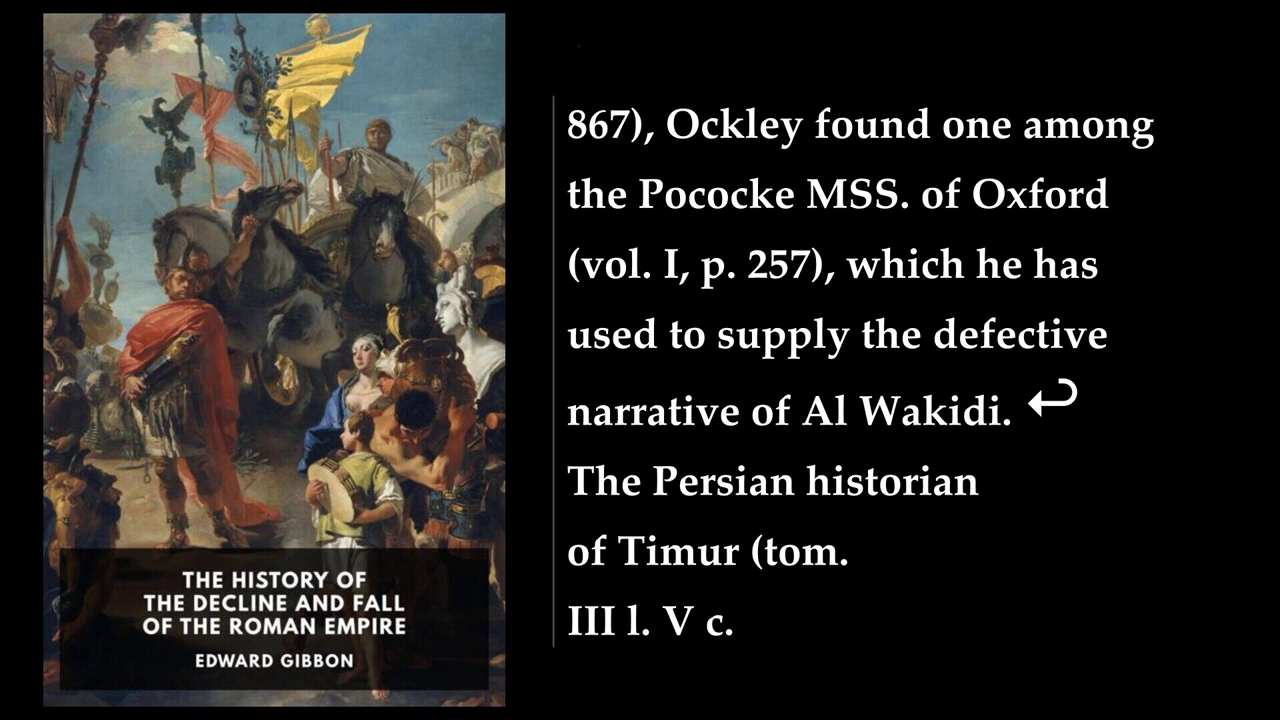 THE HISTORY OF
THE DECLINE AND FALL
OF THE ROMAN EMPIRE
EDWARD GIBBON
867), Ockley found one among
the Pococke MSS. of Oxford
(vol. I, p. 257), which he has
used to supply the defective
narrative of Al Wakidi. ↩
The Persian historian
of Timur (tom.
III l. V c.